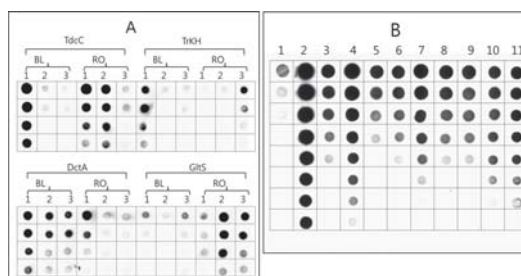 A
TdcC TrKH
BL RO BL RO
1 2 3 1 2 3 1 2 3 1 2 3
DctA GltS
BL RO BL RO
1 2 3 1 2 3 1 2 3 1 2 3
B
1 2 3 4 5 6 7 8 9 10 11